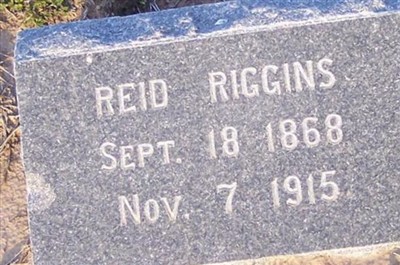 REID RIGGINS
SEPT. 18 1868
NOV. 7 1915